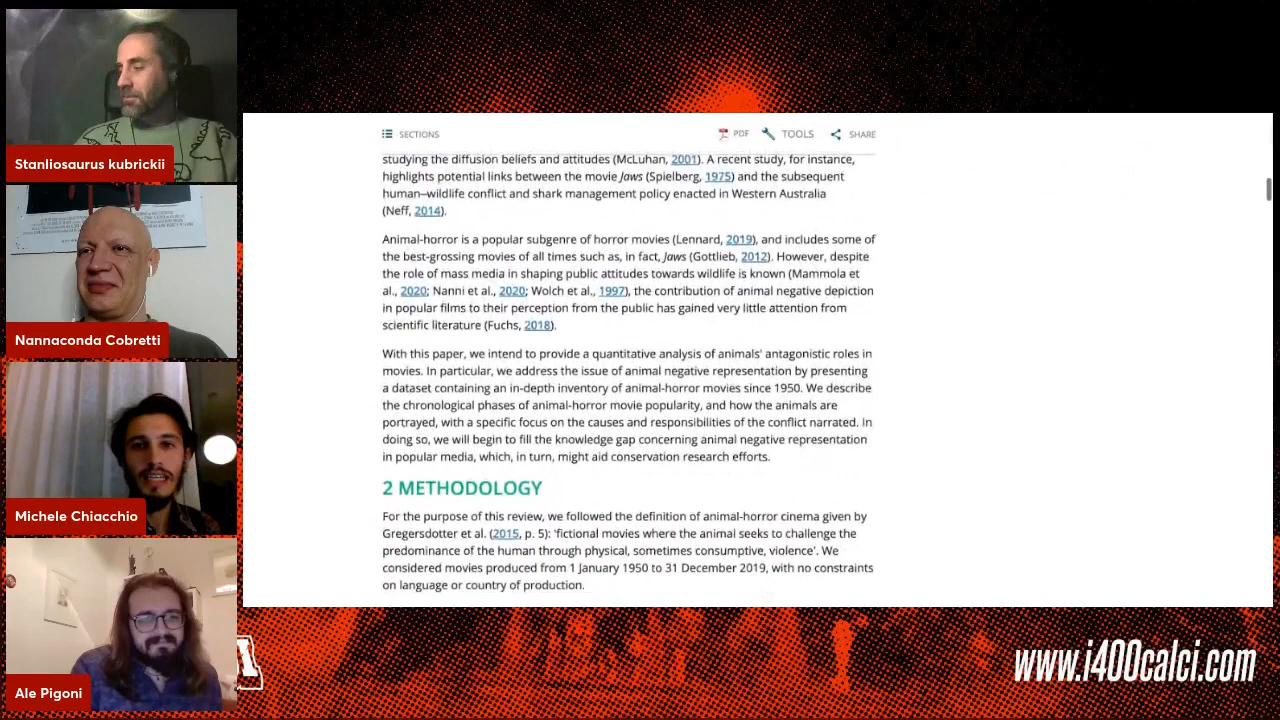 Stanliosaurus kubrickii
Nannaconda Cobretti
Michele Chiacchio
Ale Pigoni
SECTIONS
PDF
TOOLS
SHARE
studying the diffusion beliefs and attitudes (McLuhan, 2001). A recent study, for instance,
highlights potential links between the movie Jaws (Spielberg, 1975) and the subsequent
human–wildlife conflict and shark management policy enacted in Western Australia
(Neff, 2014).
Animal-horror is a popular subgenre of horror movies (Lennard, 2019), and includes some of
the best-grossing movies of all times such as, in fact, Jaws (Gottlieb, 2012). However, despite
the role of mass media in shaping public attitudes towards wildlife is known (Mammola et
al., 2020; Nanni et al., 2020; Wolch et al., 1997), the contribution of animal negative depiction
in popular films to their perception from the public has gained very little attention from
scientific literature (Fuchs, 2018).
With this paper, we intend to provide a quantitative analysis of animals' antagonistic roles in
movies. In particular, we address the issue of animal negative representation by presenting
a dataset containing an in-depth inventory of animal-horror movies since 1950. We describe
the chronological phases of animal-horror movie popularity, and how the animals are
portrayed, with a specific focus on the causes and responsibilities of the conflict narrated. In
doing so, we will begin to fill the knowledge gap concerning animal negative representation
in popular media, which, in turn, might aid conservation research efforts.
2 METHODOLOGY
For the purpose of this review, we followed the definition of animal-horror cinema given by
Gregersdotter et al. (2015, p. 5): 'fictional movies where the animal seeks to challenge the
predominance of the human through physical, sometimes consumptive, violence'. We
considered movies produced from 1 January 1950 to 31 December 2019, with no constraints
on language or country of production.
A
www.i400calci.com